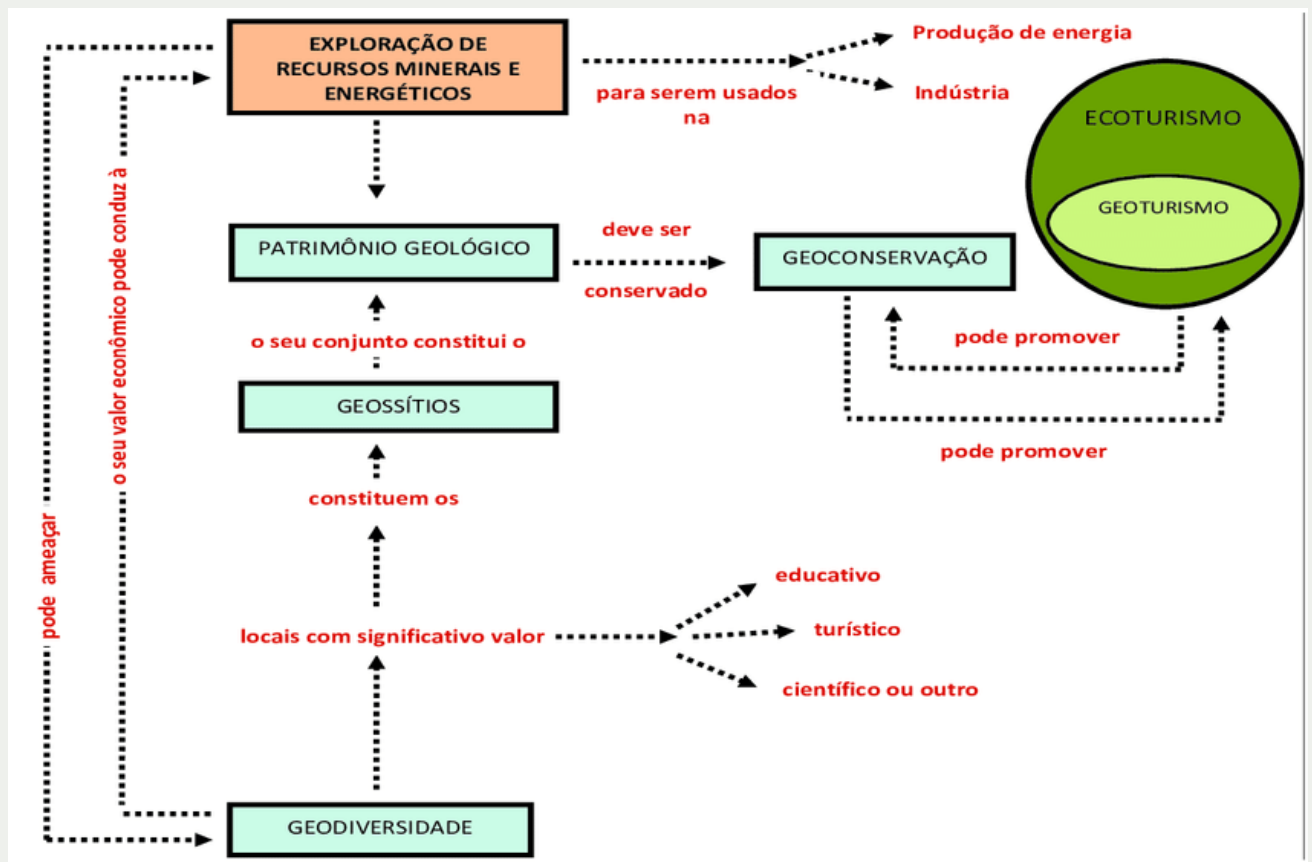 EXPLORAÇÃO DE
RECURSOS MINERAIS E
ENERGÉTICOS
para serem usados
na
Produção de energia
Indústria
ECOTURISMO
GEOTURISMO
PATRIMÔNIO GEOLÓGICO
deve ser
conservado
GEOCONSERVAÇÃO
pode promover
pode promover
o seu conjunto constitui o
GEOSSÍTIOS
constituem os
locais com significativo valor
educativo
turístico
científico ou outro
GEODIVERSIDADE
o seu valor econômico pode conduz à
pode ameaçar